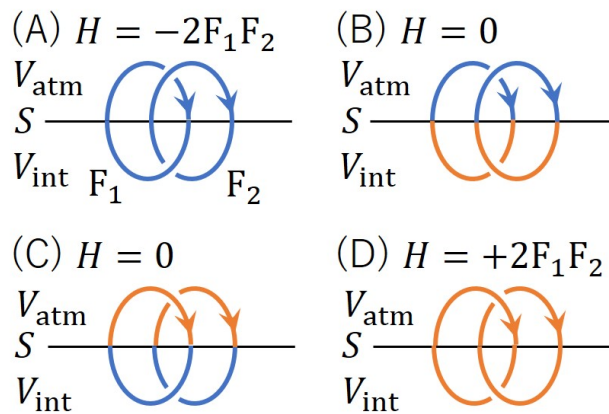 (A) H = −2F₁F₂
V_atm
S
V_int
F₁
F₂
(B) H = 0
V_atm
S
V_int
(C) H = 0
V_atm
S
V_int
(D) H = +2F₁F₂
V_atm
S
V_int